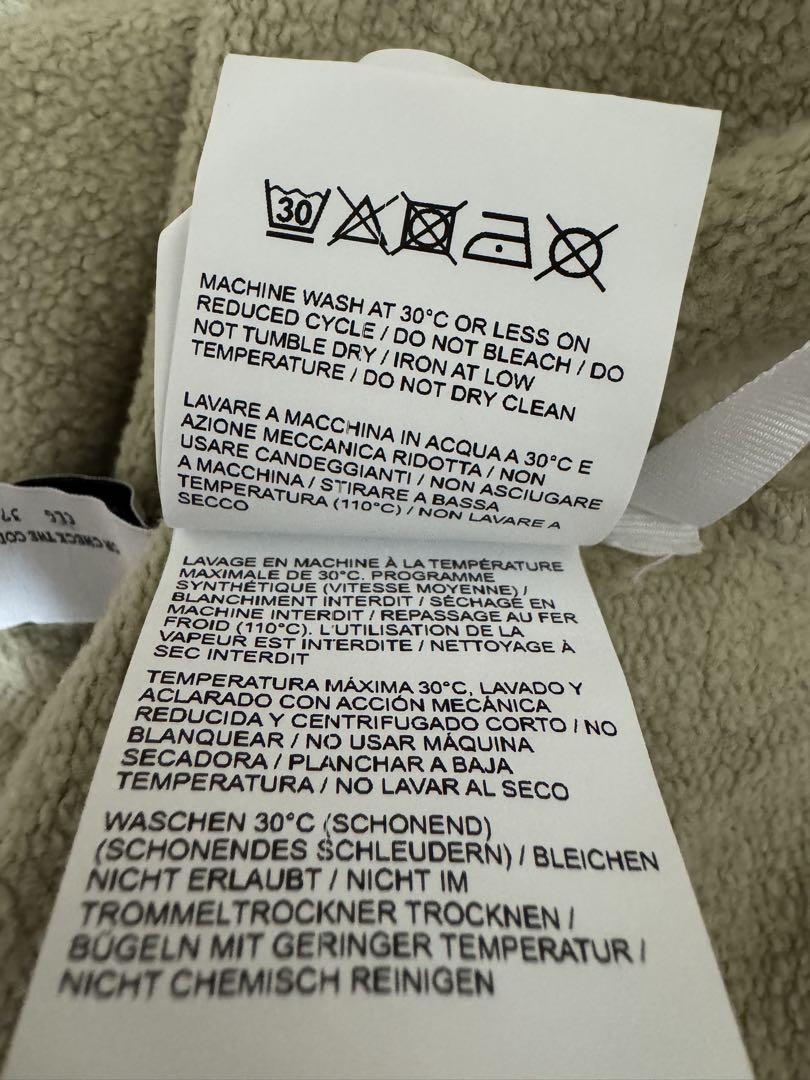 30
MACHINE WASH AT 30°C OR LESS ON
REDUCED CYCLE / DO NOT BLEACH / DO
NOT TUMBLE DRY / IRON AT LOW
TEMPERATURE / DO NOT DRY CLEAN
LAVARE A MACCHINA IN ACQUA A 30°C E
AZIONE MECCANICA RIDOTTA / NON
USARE CANDEGGIANTI / NON ASCIUGARE
A MACCHINA / STIRARE A BASSA
TEMPERATURA (110°C) / NON LAVARE A
SECCO
LAVAGE EN MACHINE À LA TEMPÉRATURE
MAXIMALE DE 30°C. PROGRAMME
SYNTHÉTIQUE (VITESSE MOYENNE) /
BLANCHIMENT INTERDIT / SÉCHAGE EN
MACHINE INTERDIT / REPASSAGE AU FER
FROID (110°C). L'UTILISATION DE LA
VAPEUR EST INTERDITE / NETTOYAGE À
SEC INTERDIT
TEMPERATURA MÁXIMA 30°C, LAVADO Y
ACLARADO CON ACCIÓN MECÁNICA
REDUCIDA Y CENTRIFUGADO CORTO / NO
BLANQUEAR / NO USAR MÁQUINA
SECADORA / PLANCHAR A BAJA
TEMPERATURA / NO LAVAR AL SECO
WASCHEN 30°C (SCHONEND)
(SCHONENDES SCHLEUDERN) / BLEICHEN
NICHT ERLAUBT / NICHT IM
TROMMELTROCKNER TROCKNEN /
BÜGELN MIT GERINGER TEMPERATUR /
NICHT CHEMISCH REINIGEN
OR CHECK THE COD